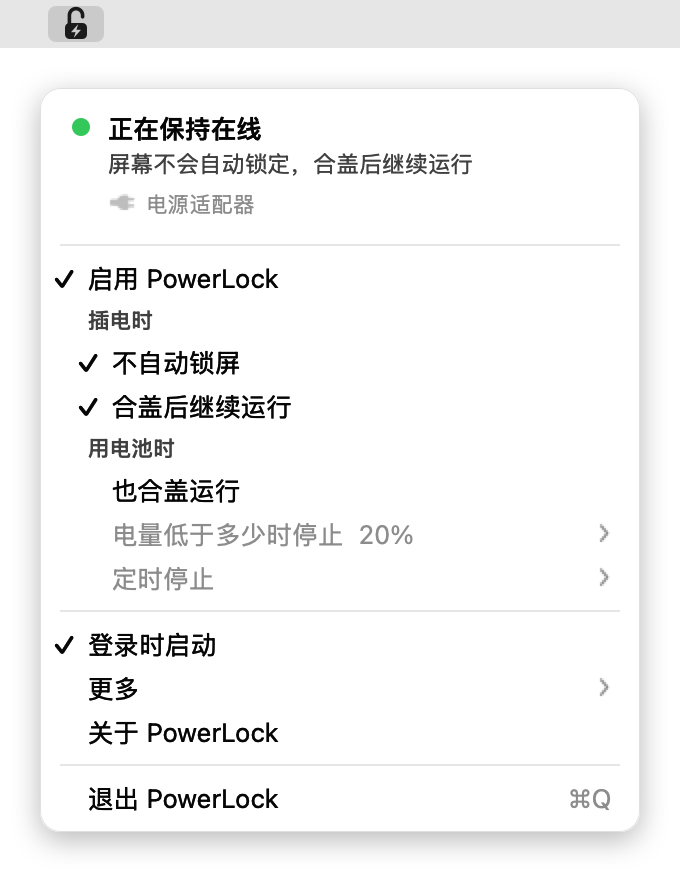 正在保持在线
屏幕不会自动锁定，合盖后继续运行
电源适配器
启用 PowerLock
插电时
不自动锁屏
合盖后继续运行
用电池时
也合盖运行
电量低于多少时停止 20%
定时停止
登录时启动
更多
关于 PowerLock
退出 PowerLock ⌘Q